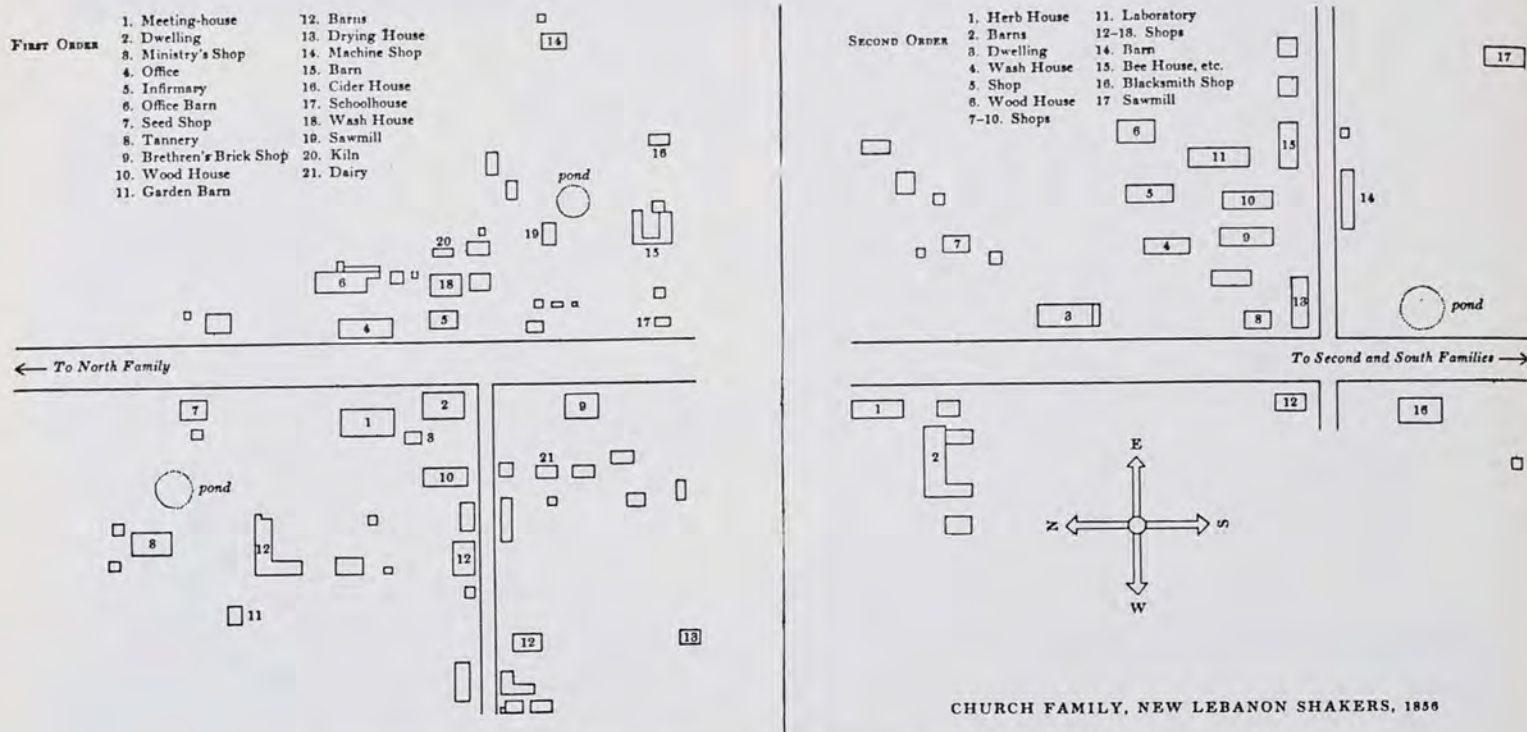 FIRST ORDER
1. Meeting-house
2. Dwelling
3. Ministry's Shop
4. Office
5. Infirmary
6. Office Barn
7. Seed Shop
8. Tannery
9. Brethren's Brick Shop
10. Wood House
11. Garden Barn
12. Barns
13. Drying House
14. Machine Shop
15. Barn
16. Cider House
17. Schoolhouse
18. Wash House
19. Sawmill
20. Kiln
21. Dairy
14
16
pond
19
20
15
6
18
4
5
17
← To North Family
7
1
2
9
3
10
21
pond
8
12
12
11
12
13
SECOND ORDER
1. Herb House
2. Barns
3. Dwelling
4. Wash House
5. Shop
6. Wood House
7-10. Shops
11. Laboratory
12-13. Shops
14. Barn
15. Bee House, etc.
16. Blacksmith Shop
17 Sawmill
17
6
11
15
5
10
14
7
4
9
3
8
13
pond
To Second and South Families →
1
12
16
2
E
N
S
W
CHURCH FAMILY, NEW LEBANON SHAKERS, 1856